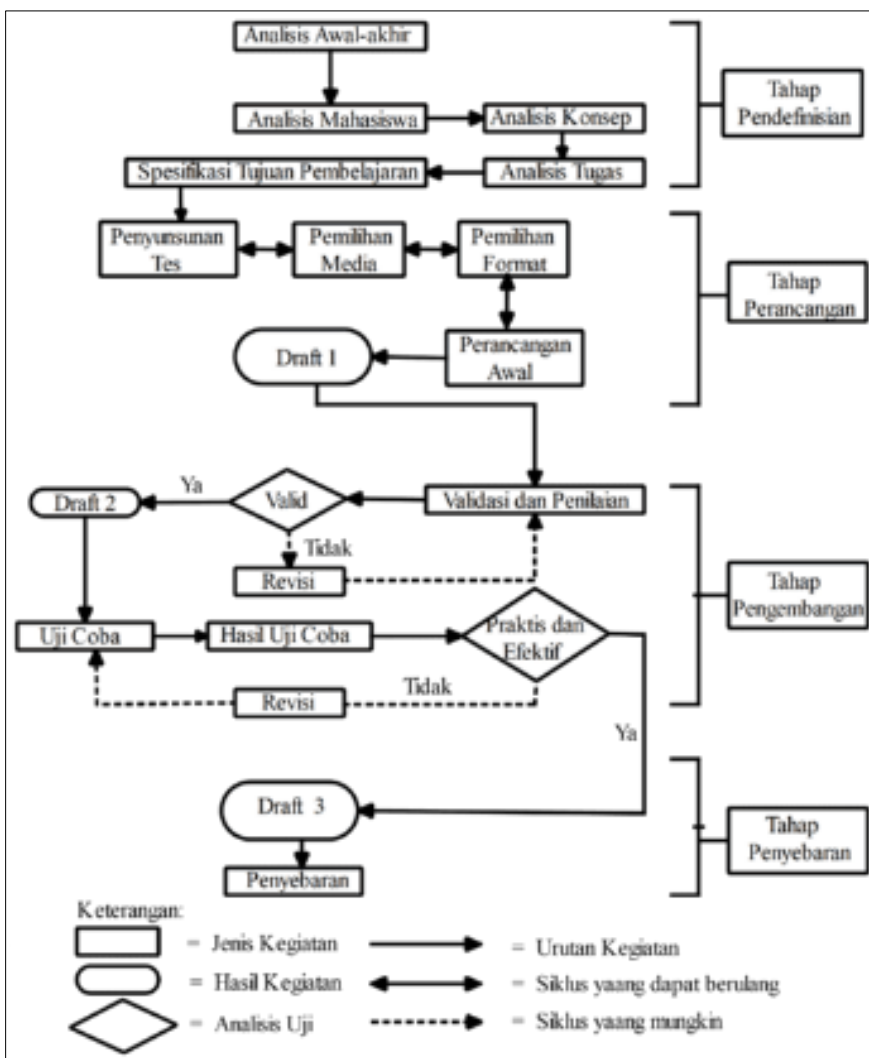 Analisis Awal-akhir
Analisis Mahasiswa
Analisis Konsep
Spesifikasi Tujuan Pembelajaran
Analisis Tugas
Tahap
Pendefinisian
Penyunsunan
Tes
Pemilihan
Media
Pemilihan
Format
Draft 1
Perancangan
Awal
Tahap
Perancangan
Ya
Draft 2
Valid
Validasi dan Penilaian
Tidak
Revisi
Uji Coba
Hasil Uji Coba
Praktis dan
Efektif
Tidak
Revisi
Ya
Tahap
Pengembangan
Draft 3
Penyebaran
Tahap
Penyebaran
Keterangan:
= Jenis Kegiatan
= Urutan Kegiatan
= Hasil Kegiatan
= Siklus yaang dapat berulang
= Analisis Uji
= Siklus yaang mungkin